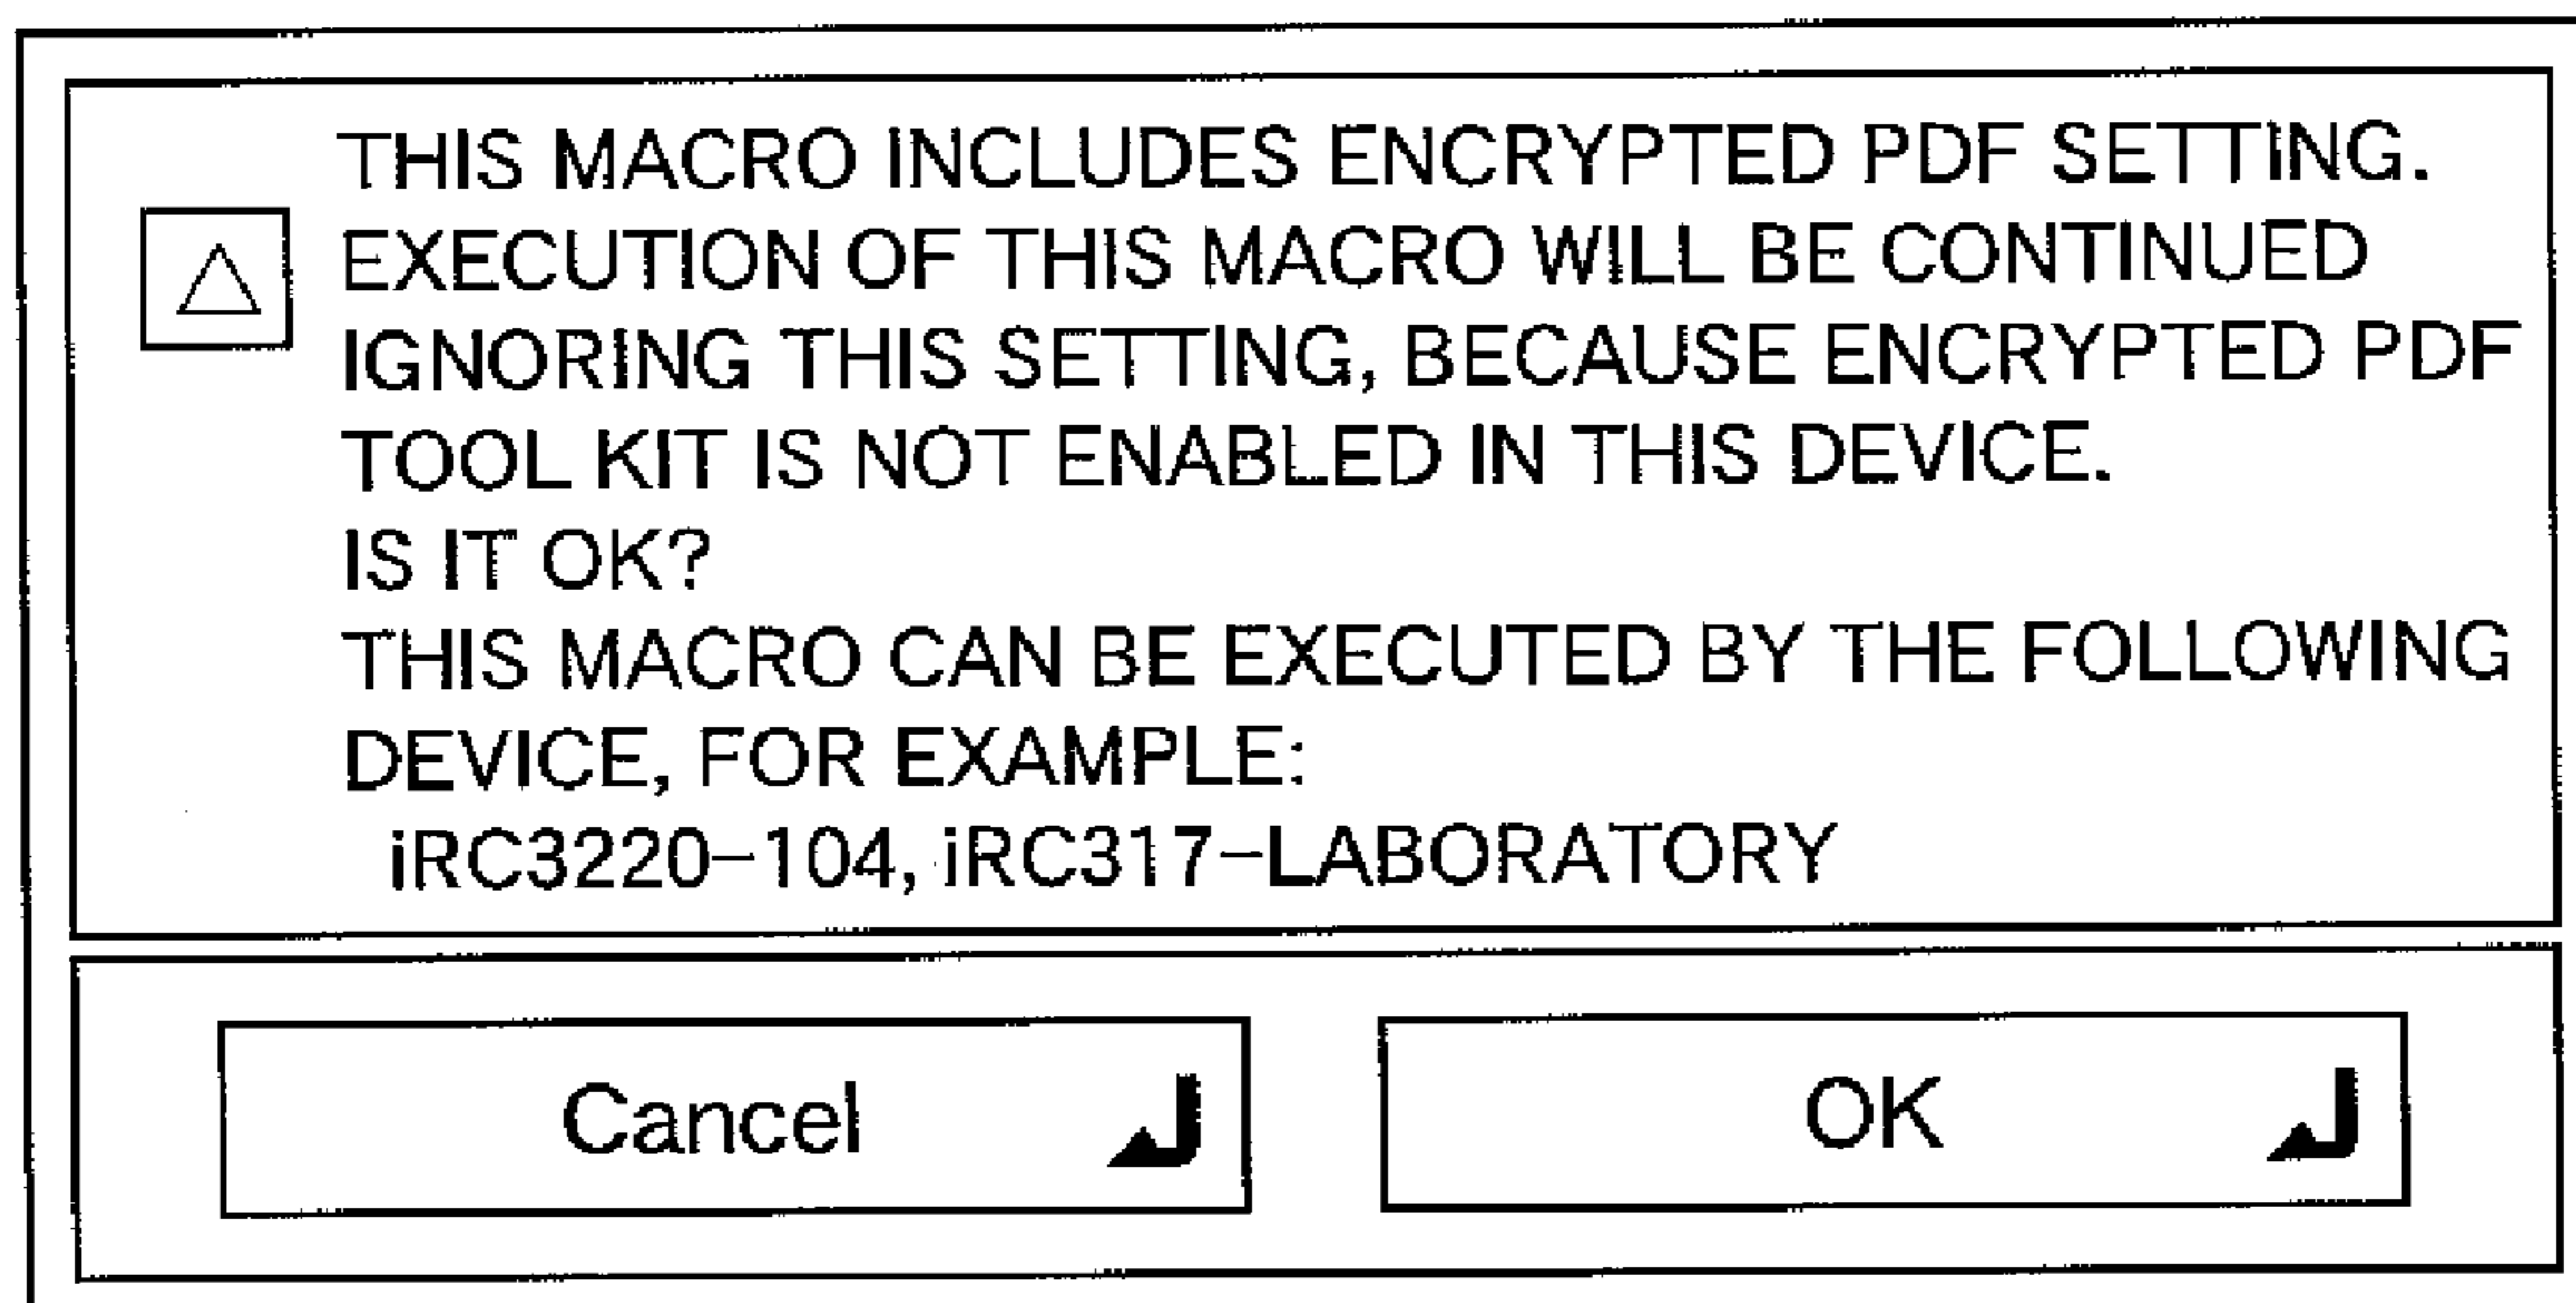 THIS MACRO INCLUDES ENCRYPTED PDF SETTING.
EXECUTION OF THIS MACRO WILL BE CONTINUED
IGNORING THIS SETTING, BECAUSE ENCRYPTED PDF
TOOL KIT IS NOT ENABLED IN THIS DEVICE.
IS IT OK?
THIS MACRO CAN BE EXECUTED BY THE FOLLOWING
DEVICE, FOR EXAMPLE:
iRC3220-104, iRC317-LABORATORY
Cancel
OK